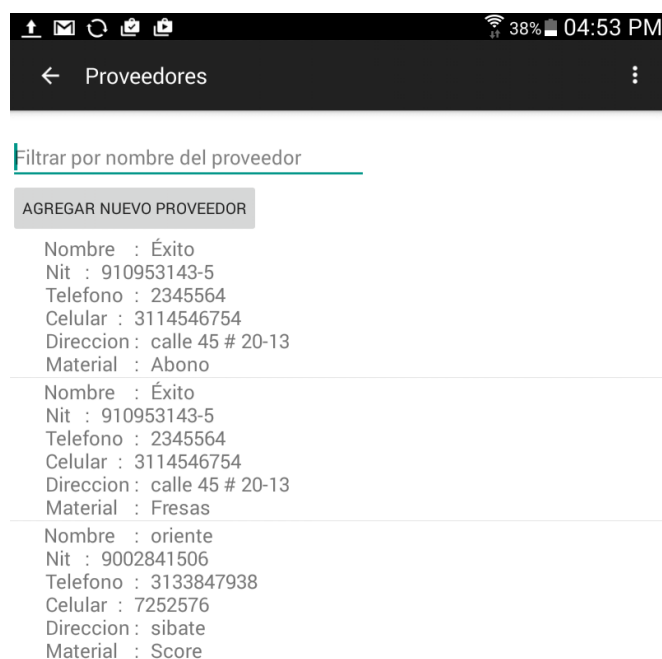 38% 04:53 PM
Proveedores
Filtrar por nombre del proveedor
AGREGAR NUEVO PROVEEDOR
Nombre : Éxito
Nit : 910953143-5
Telefono : 2345564
Celular : 3114546754
Direccion : calle 45 # 20-13
Material : Abono
Nombre : Éxito
Nit : 910953143-5
Telefono : 2345564
Celular : 3114546754
Direccion : calle 45 # 20-13
Material : Fresas
Nombre : oriente
Nit : 9002841506
Telefono : 3133847938
Celular : 7252576
Direccion : sibate
Material : Score